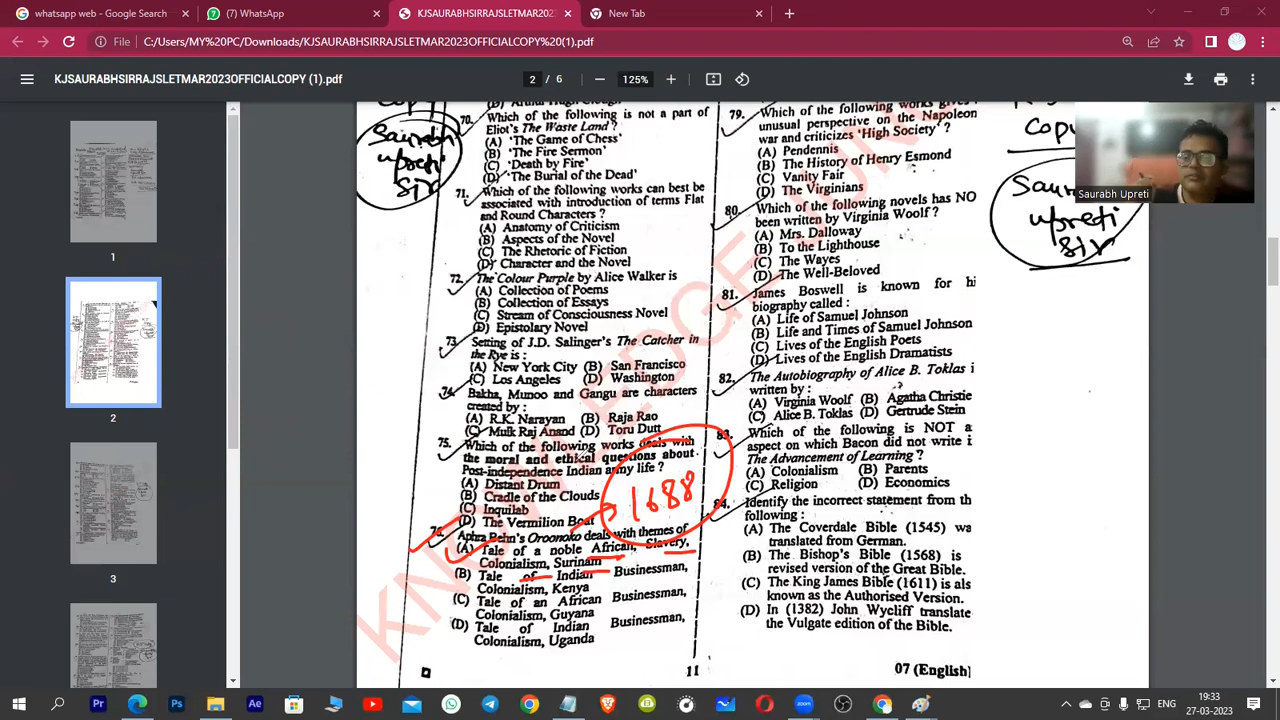 whatsapp web - Google Search
(7) WhatsApp
KJSAURABHSIRRAJSLETMAR2023
New Tab
File C:/Users/MY%20PC/Downloads/KJSAURABHSIRRAJSLETMAR2023OFFICIALCOPY%20(1).pdf
KJSAURABHSIRRAJSLETMAR2023OFFICIALCOPY (1).pdf
2 / 6
125%
1
2
3
copy
Saurabh
upreti
sir
(D) Arthur Hugh Clough
70. Which of the following is not a part of
Eliot's The Waste Land ?
(A) 'The Game of Chess'
(B) 'The Fire Sermon'
(C) 'Death by Fire'
(D) 'The Burial of the Dead'
71. Which of the following works can best be
associated with introduction of terms Flat
and Round Characters ?
(A) Anatomy of Criticism
(B) Aspects of the Novel
(C) The Rhetoric of Fiction
(D) Character and the Novel
72. The Colour Purple by Alice Walker is
(A) Collection of Poems
(B) Collection of Essays
(C) Stream of Consciousness Novel
(D) Epistolary Novel
73. Setting of J.D. Salinger's The Catcher in
the Rye is :
(A) New York City (B) San Francisco
(C) Los Angeles (D) Washington
74. Bakha, Munoo and Gangu are characters
created by :
(A) R.K. Narayan (B) Raja Rao
(C) Mulk Raj Anand (D) Toru Dutt
75. Which of the following works deals with
the moral and ethical questions about
Post-independence Indian army life ?
(A) Distant Drum
(B) Cradle of the Clouds
(C) Inquilab
(D) The Vermilion Boat
1688
76. Aphra Behn's Oroonoko deals with themes of
(A) Tale of a noble African, Slavery,
Colonialism, Surinam
(B) Tale of Indian Businessman,
Colonialism, Kenya
(C) Tale of an African Businessman,
Colonialism, Guyana
(D) Tale of Indian Businessman,
Colonialism, Uganda
11
79. Which of the following works gives
unusual perspective on the Napoleon
war and criticizes 'High Society' ?
(A) Pendennis
(B) The History of Henry Esmond
(C) Vanity Fair
(D) The Virginians
80. Which of the following novels has NO
been written by Virginia Woolf ?
(A) Mrs. Dalloway
(B) To the Lighthouse
(C) The Wayes
(D) The Well-Beloved
81. James Boswell is known for hi
biography called :
(A) Life of Samuel Johnson
(B) Life and Times of Samuel Johnson
(C) Lives of the English Poets
(D) Lives of the English Dramatists
82. The Autobiography of Alice B. Toklas i
written by :
(A) Virginia Woolf (B) Agatha Christie
(C) Alice B. Toklas (D) Gertrude Stein
83. Which of the following is NOT a
aspect on which Bacon did not write i
The Advancement of Learning ?
(A) Colonialism (B) Parents
(C) Religion (D) Economics
84. Identify the incorrect statement from th
following :
(A) The Coverdale Bible (1545) wa
translated from German.
(B) The Bishop's Bible (1568) is
revised version of the Great Bible.
(C) The King James Bible (1611) is als
known as the Authorised Version.
(D) In (1382) John Wycliff translate
the Vulgate edition of the Bible.
07 (English)
KNOWLEDGE JUN
copy
upreti
sir
Saurabh Upreti
ENG
19:33
27-03-2023